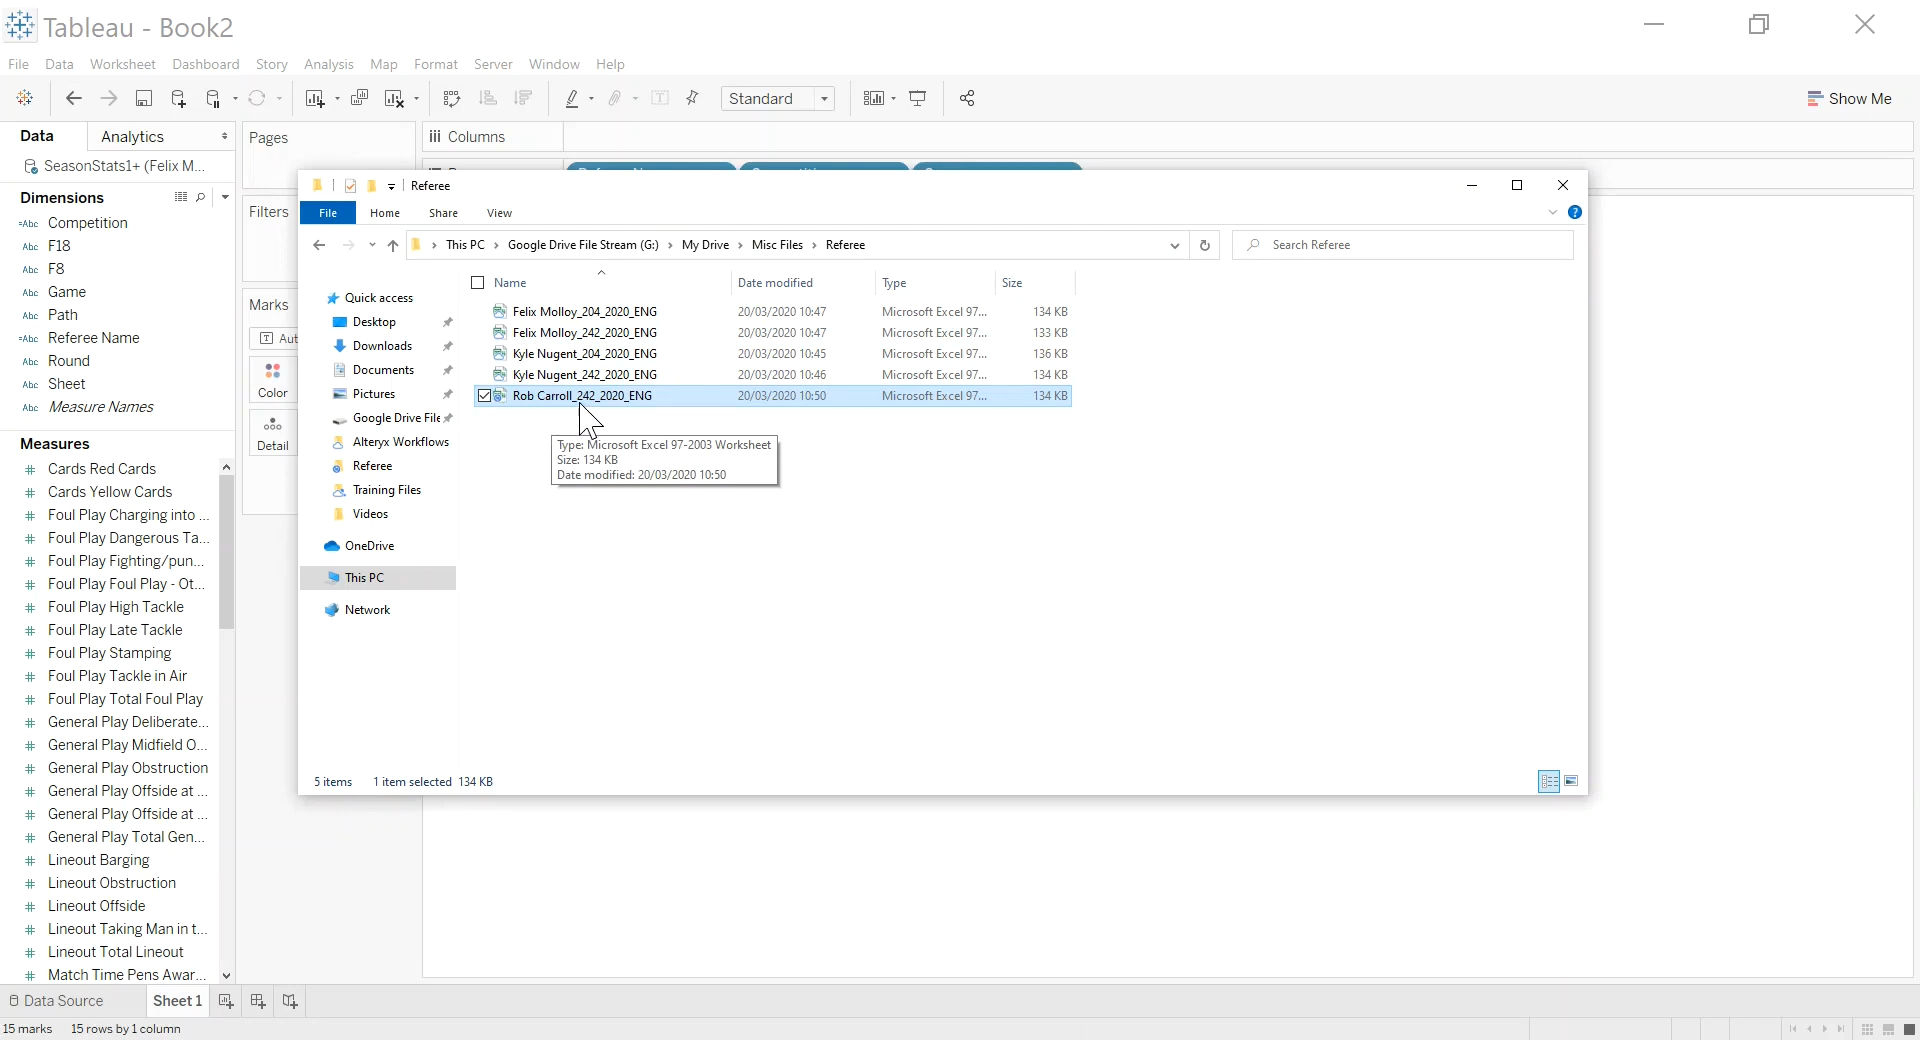 Tableau - Book2
File Data Worksheet Dashboard Story Analysis Map Format Server Window Help
Standard
Show Me
Data Analytics
SeasonStats1+ (Felix M...
Dimensions
Abc Competition
Abc F18
Abc F8
Abc Game
Abc Path
Abc Referee Name
Abc Round
Abc Sheet
Abc Measure Names
Measures
# Cards Red Cards
# Cards Yellow Cards
# Foul Play Charging into ...
# Foul Play Dangerous Ta...
# Foul Play Fighting/pun...
# Foul Play Foul Play - Ot...
# Foul Play High Tackle
# Foul Play Late Tackle
# Foul Play Stamping
# Foul Play Tackle in Air
# Foul Play Total Foul Play
# General Play Deliberate...
# General Play Midfield O...
# General Play Obstruction
# General Play Offside at ...
# General Play Offside at ...
# General Play Total Gen...
# Lineout Barging
# Lineout Obstruction
# Lineout Offside
# Lineout Taking Man in t...
# Lineout Total Lineout
# Match Time Pens Awar...
Pages
Filters
Marks
Aut
Color
Detail
Columns
Referee
File Home Share View
This PC > Google Drive File Stream (G:) > My Drive > Misc Files > Referee
Search Referee
Quick access
Desktop
Downloads
Documents
Pictures
Google Drive File
Alteryx Workflows
Referee
Training Files
Videos
OneDrive
This PC
Network
Name Date modified Type Size
Felix Molloy_204_2020_ENG 20/03/2020 10:47 Microsoft Excel 97... 134 KB
Felix Molloy_242_2020_ENG 20/03/2020 10:47 Microsoft Excel 97... 133 KB
Kyle Nugent_204_2020_ENG 20/03/2020 10:45 Microsoft Excel 97... 136 KB
Kyle Nugent_242_2020_ENG 20/03/2020 10:46 Microsoft Excel 97... 134 KB
Rob Carroll_242_2020_ENG 20/03/2020 10:50 Microsoft Excel 97... 134 KB
Type: Microsoft Excel 97-2003 Worksheet
Size: 134 KB
Date modified: 20/03/2020 10:50
5 items 1 item selected 134 KB
Data Source Sheet 1
15 marks 15 rows by 1 column